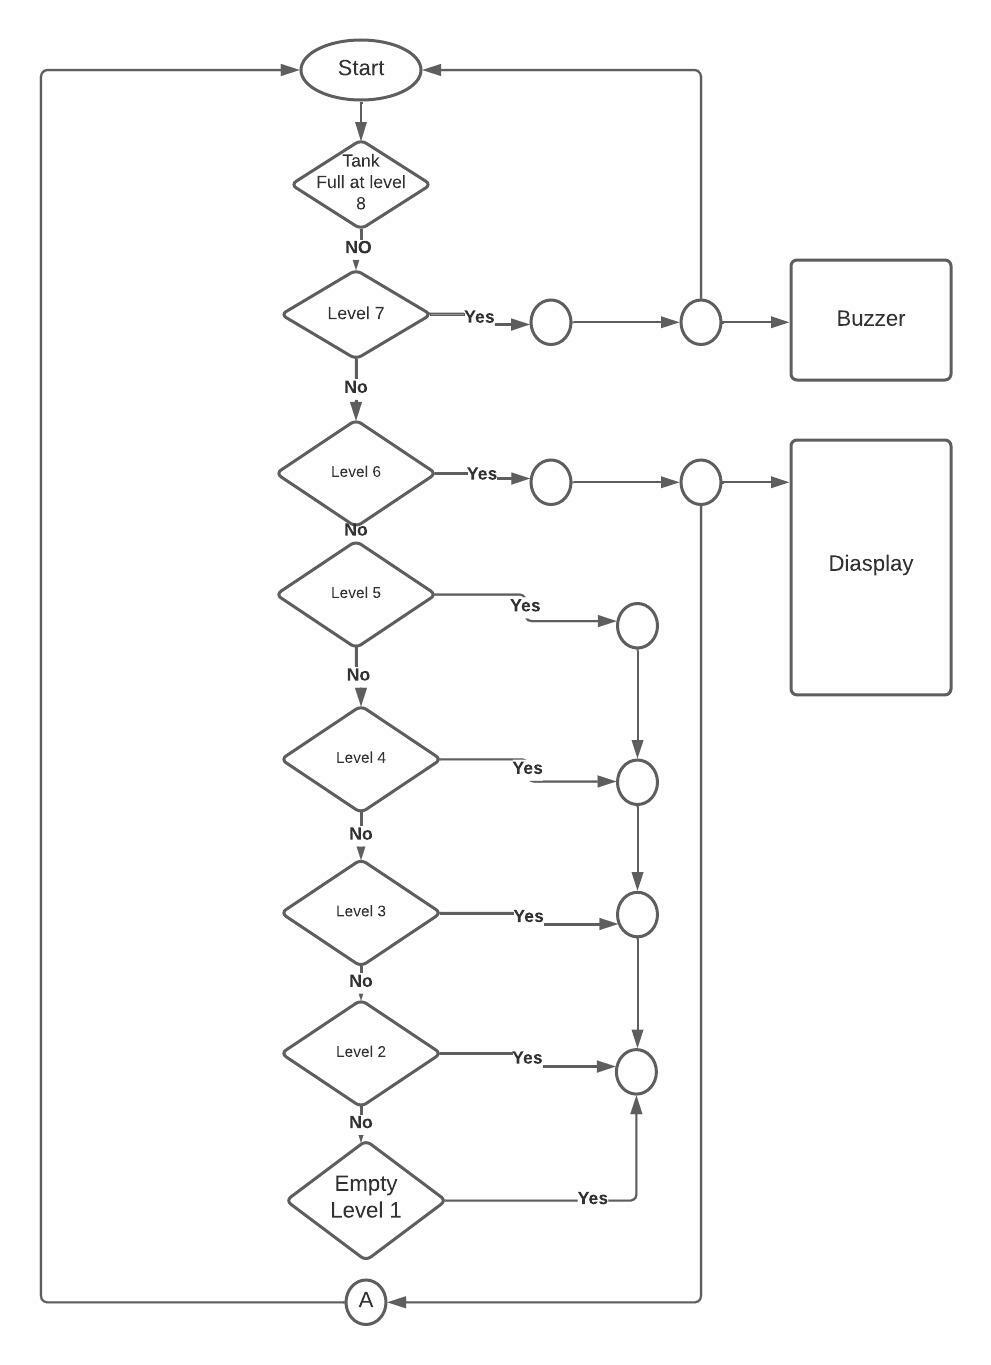 Start
Tank
Full at level
8
NO
Level 7
Yes
Buzzer
No
Level 6
Yes
No
Diasplay
Level 5
Yes
No
Level 4
Yes
No
Level 3
Yes
No
Level 2
Yes
No
Empty
Level 1
Yes
A